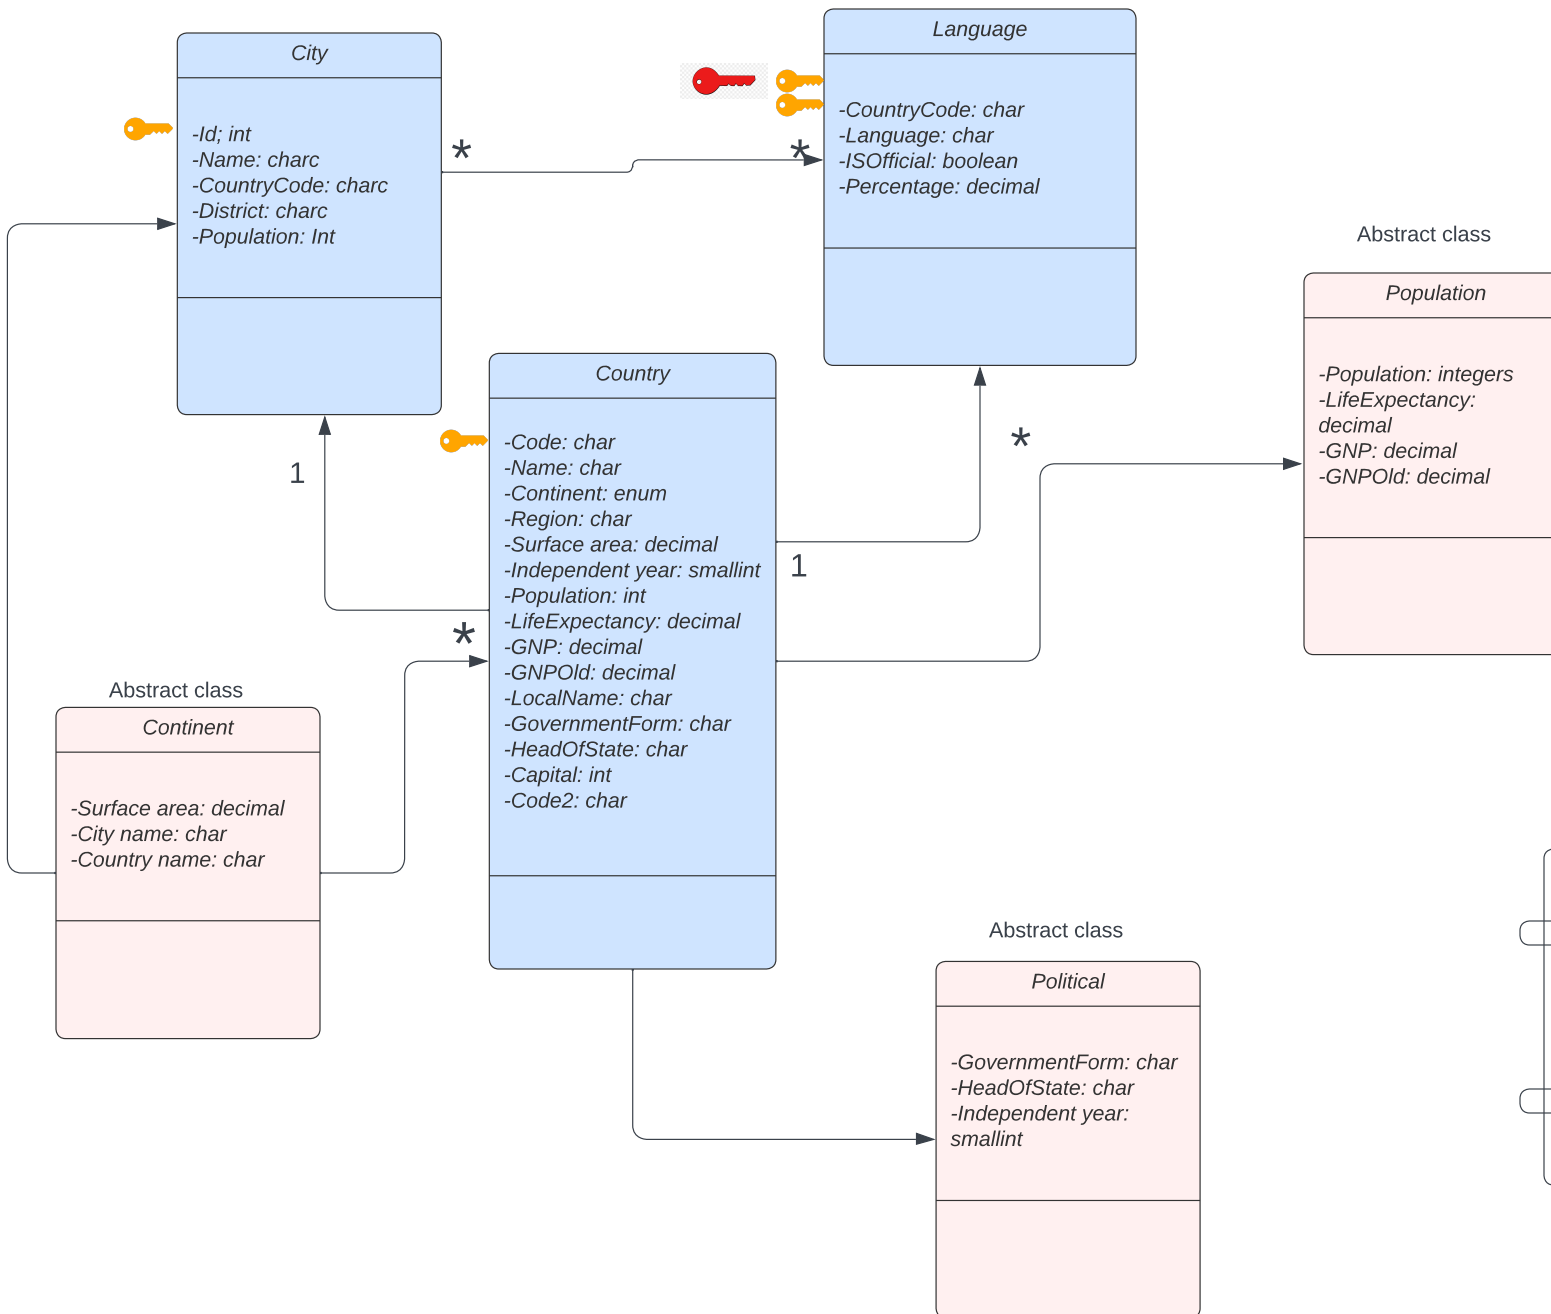 City
-Id; int
-Name: charc
-CountryCode: charc
-District: charc
-Population: Int
*
*
Language
-CountryCode: char
-Language: char
-ISOfficial: boolean
-Percentage: decimal
Abstract class
Population
-Population: integers
-LifeExpectancy:
decimal
-GNP: decimal
-GNPOld: decimal
1
Country
-Code: char
-Name: char
-Continent: enum
-Region: char
-Surface area: decimal
-Independent year: smallint
-Population: int
-LifeExpectancy: decimal
-GNP: decimal
-GNPOld: decimal
-LocalName: char
-GovernmentForm: char
-HeadOfState: char
-Capital: int
-Code2: char
*
1
*
Abstract class
Continent
-Surface area: decimal
-City name: char
-Country name: char
Abstract class
Political
-GovernmentForm: char
-HeadOfState: char
-Independent year:
smallint